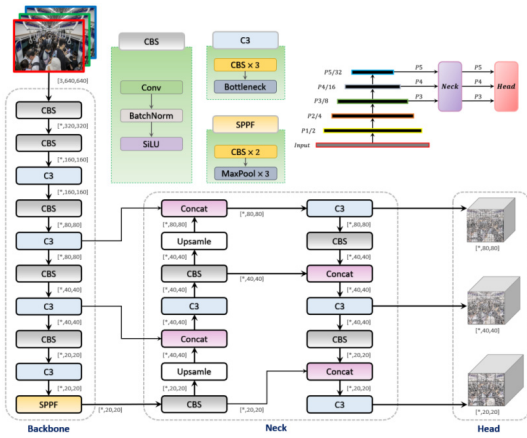 [3,640,640]
CBS
[*,320,320]
CBS
[*,160,160]
C3
[*,160,160]
CBS
[*,80,80]
C3
[*,80,80]
CBS
[*,40,40]
C3
[*,40,40]
CBS
[*,20,20]
C3
[*,20,20]
SPPF
Backbone
CBS
Conv
BatchNorm
SiLU
C3
CBS × 3
Bottleneck
SPPF
CBS × 2
MaxPool × 3
P5/32
P4/16
P3/8
P2/4
P1/2
Input
P5
P4
P3
Neck
P5
P4
P3
Head
Concat
[*,80,80]
Upsamle
[*,40,40]
CBS
[*,40,40]
C3
[*,40,40]
Concat
[*,20,20]
Upsamle
[*,20,20]
CBS
[*,20,20]
[*,80,80]
[*,40,40]
[*,20,20]
C3
[*,80,80]
CBS
[*,40,40]
Concat
[*,40,40]
C3
[*,40,40]
CBS
[*,20,20]
Concat
[*,20,20]
C3
Neck
[*,80,80]
[*,40,40]
[*,20,20]
Head